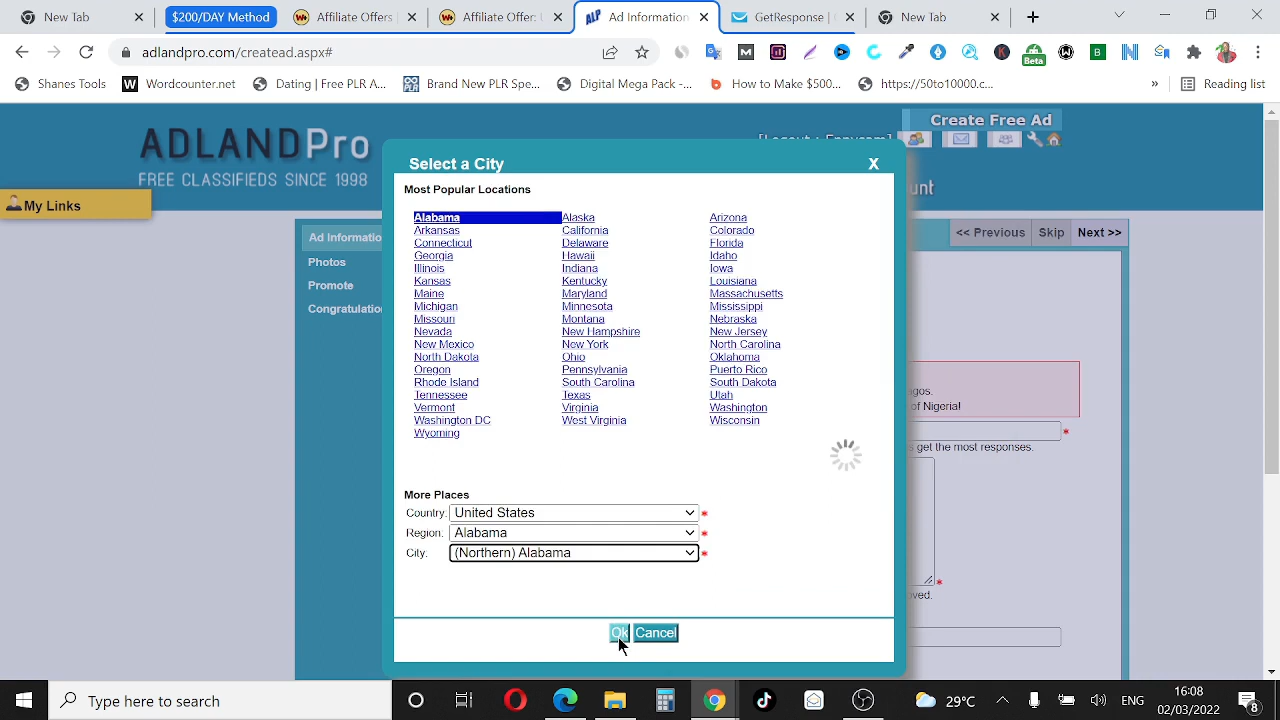 New Tab
$200/DAY Method
Affiliate Offers
Affiliate Offer:
Ad Information
GetResponse |
New Tab
adlandpro.com/createad.aspx#
Beta
Shanes Tools
Wordcounter.net
Dating | Free PLR A...
Brand New PLR Spe...
Digital Mega Pack -...
How to Make $500...
https://50to10000.c...
»
Reading list
ADLANDPro
FREE CLASSIFIEDS SINCE 1998
Create Free Ad
My Links
Select a City
X
Most Popular Locations
Alabama Alaska Arizona
Arkansas California Colorado
Connecticut Delaware Florida
Georgia Hawaii Idaho
Illinois Indiana Iowa
Kansas Kentucky Louisiana
Maine Maryland Massachusetts
Michigan Minnesota Mississippi
Missouri Montana Nebraska
Nevada New Hampshire New Jersey
New Mexico New York North Carolina
North Dakota Ohio Oklahoma
Oregon Pennsylvania Puerto Rico
Rhode Island South Carolina South Dakota
Tennessee Texas Utah
Vermont Virginia Washington
Washington DC West Virginia Wisconsin
Wyoming
More Places
Country: United States *
Region: Alabama *
City: (Northern) Alabama *
Ok Cancel
Ad Informatio
Photos
Promote
Congratulatio
<< Previous Skip Next >>
of Nigeria!
*
get the most responses.
*
Type here to search
29°C
ENG
16:08
02/03/2022
8